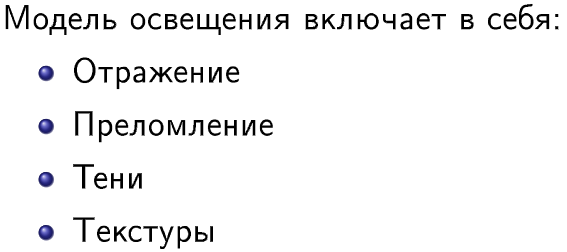 Модель освещения включает в себя:
Отражение
Преломление
Тени
Текстуры